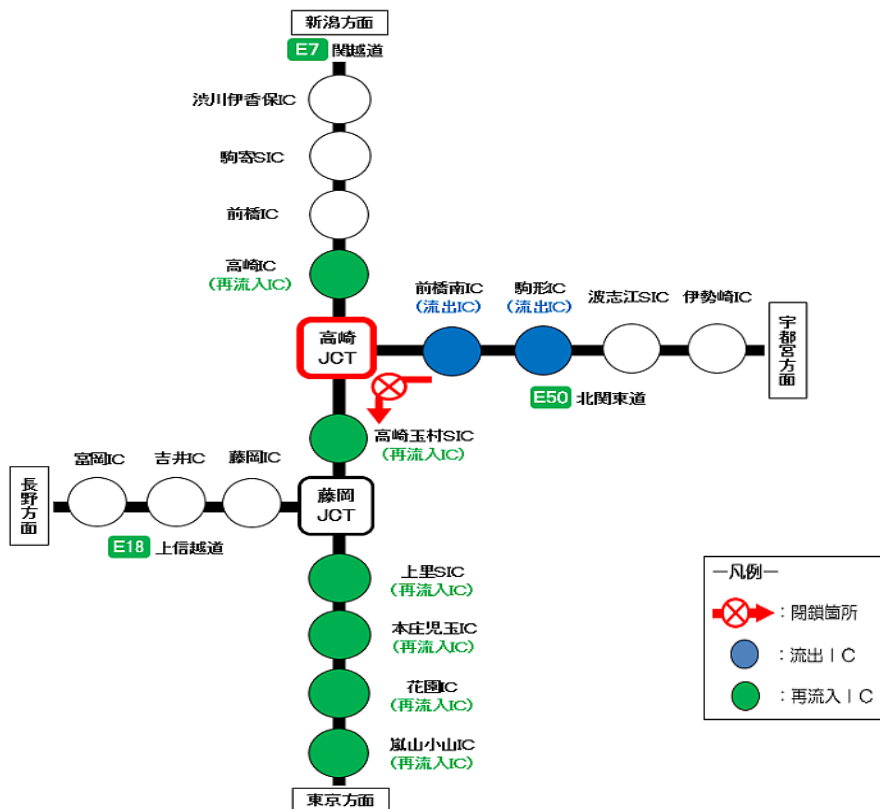 新潟方面
E7 関越道
渋川伊香保IC
駒寄SIC
前橋IC
高崎IC
(再流入IC)
前橋南IC
(流出IC)
駒形IC
(流出IC)
波志江SIC
伊勢崎IC
宇都宮方面
高崎
JCT
E50 北関東道
高崎玉村SIC
(再流入IC)
富岡IC
吉井IC
藤岡IC
長野方面
藤岡
JCT
E18 上信越道
上里SIC
(再流入IC)
本庄児玉IC
(再流入IC)
花園IC
(再流入IC)
嵐山小川IC
(再流入IC)
東京方面
―凡例―
：閉鎖箇所
：流出ＩＣ
：再流入ＩＣ